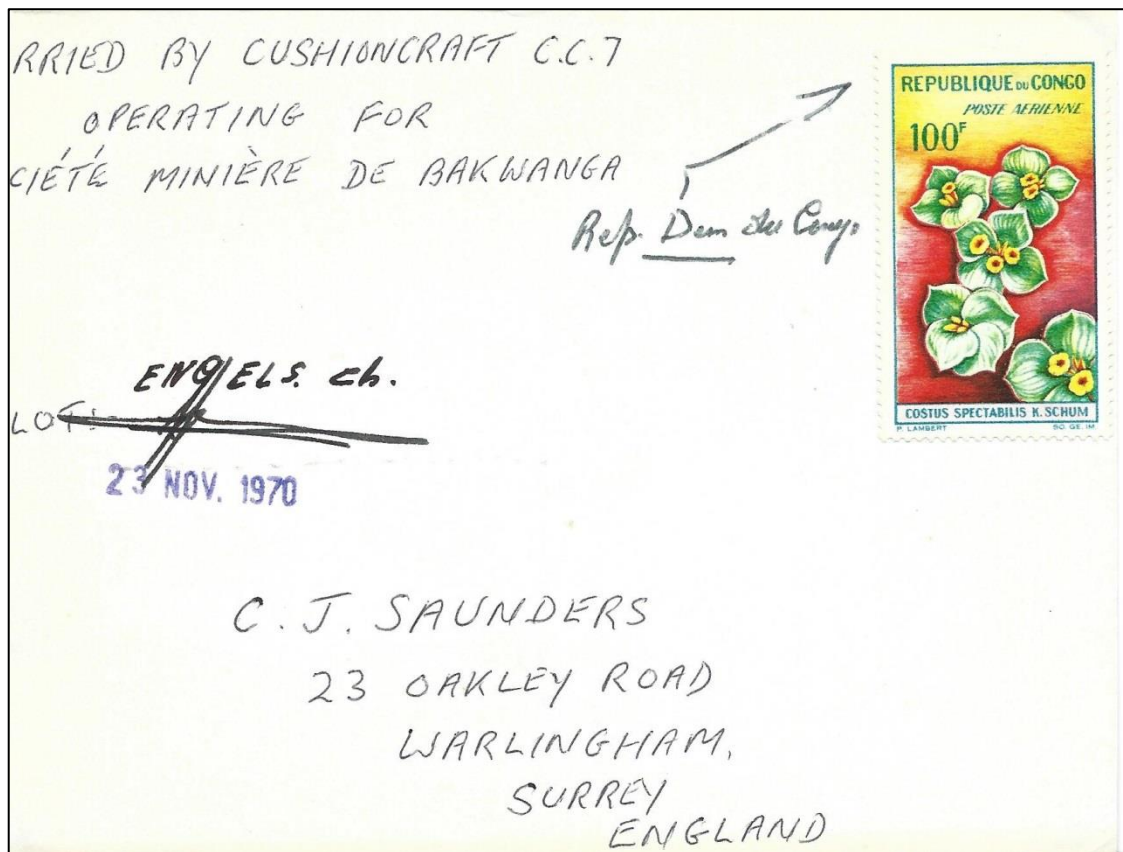 RRIED BY CUSHIONCRAFT C.C.7
OPERATING FOR
CIÉTÉ MINIÈRE DE BAKWANGA
Rep. Dem du Congo
REPUBLIQUE DU CONGO
POSTE AERIENNE
100F
COSTUS SPECTABILIS K. SCHUM
P. LAMBERT SO. GE. IM.
ENGELS. Ch.
LOT:
23 NOV. 1970
C. J. SAUNDERS
23 OAKLEY ROAD
WARLINGHAM,
SURREY
ENGLAND